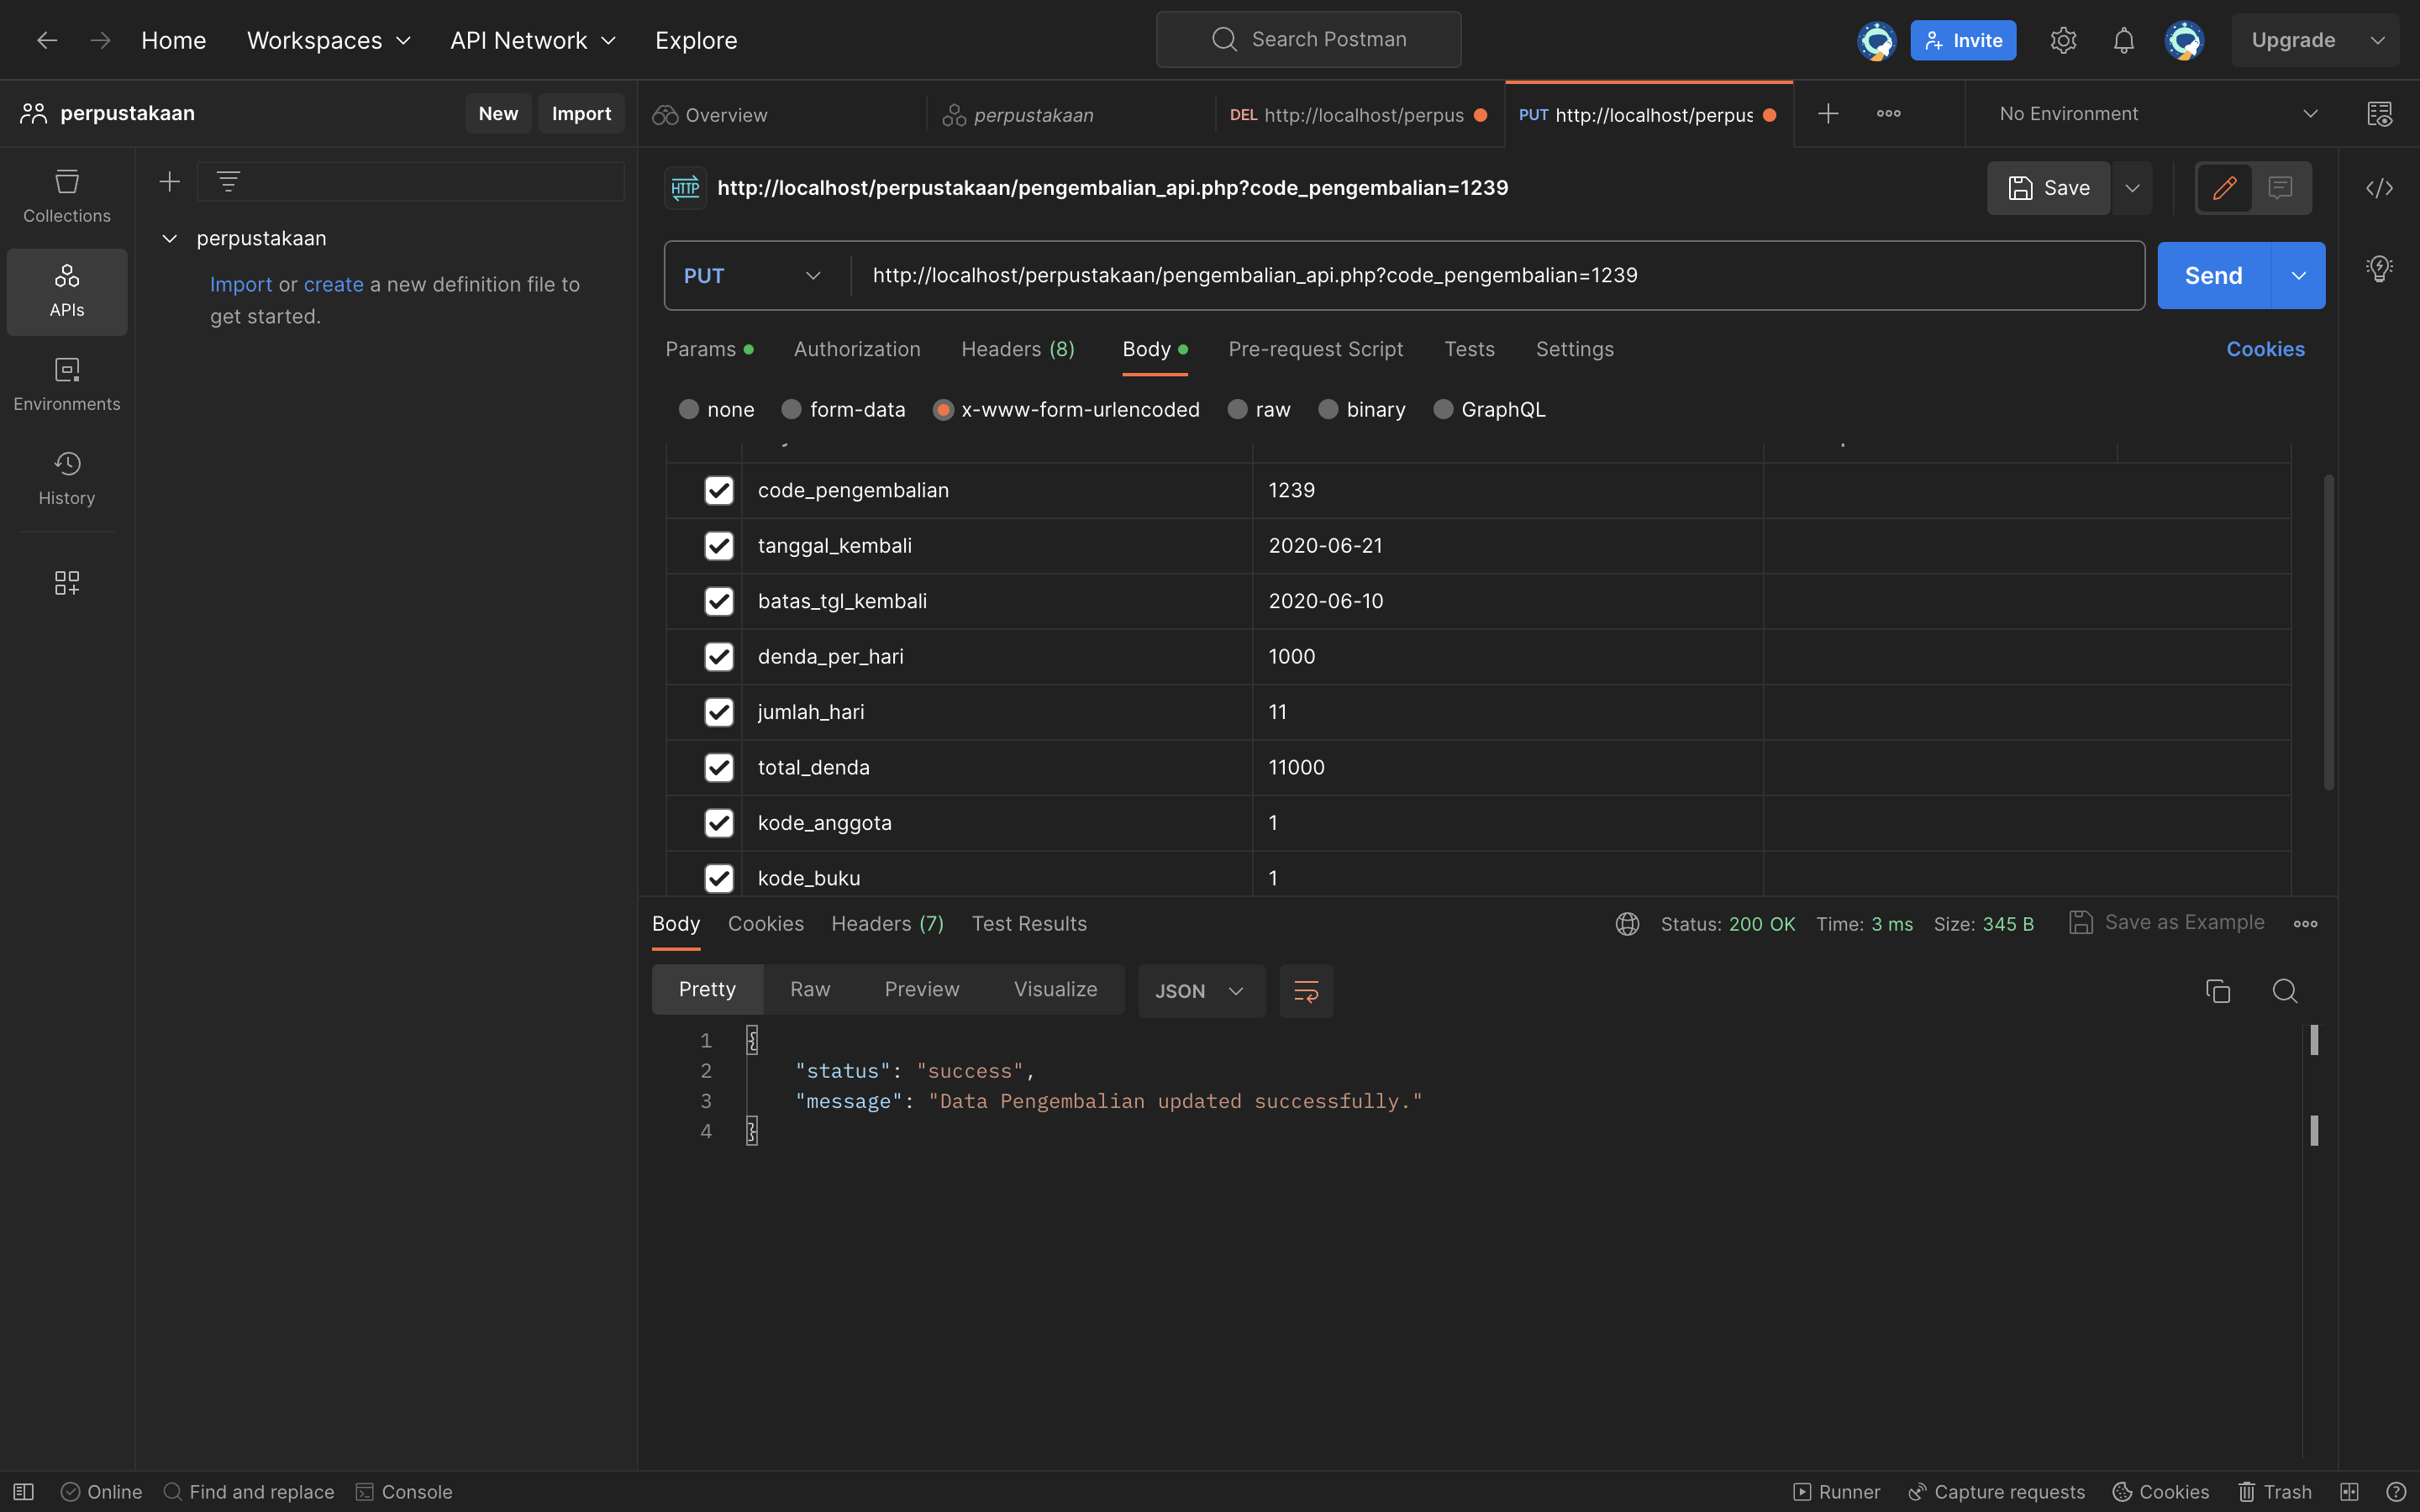 Home Workspaces API Network Explore Search Postman Invite Upgrade
perpustakaan New Import Overview perpustakaan DEL http://localhost/perpus PUT http://localhost/perpus No Environment
Collections
APIs
Environments
History
perpustakaan
Import or create a new definition file to
get started.
HTTP http://localhost/perpustakaan/pengembalian_api.php?code_pengembalian=1239 Save
PUT http://localhost/perpustakaan/pengembalian_api.php?code_pengembalian=1239 Send
Params Authorization Headers (8) Body Pre-request Script Tests Settings Cookies
none form-data x-www-form-urlencoded raw binary GraphQL
code_pengembalian 1239
tanggal_kembali 2020-06-21
batas_tgl_kembali 2020-06-10
denda_per_hari 1000
jumlah_hari 11
total_denda 11000
kode_anggota 1
kode_buku 1
Body Cookies Headers (7) Test Results Status: 200 OK Time: 3 ms Size: 345 B Save as Example
Pretty Raw Preview Visualize JSON
1 {
2 "status": "success",
3 "message": "Data Pengembalian updated successfully."
4 }
Online Find and replace Console Runner Capture requests Cookies Trash